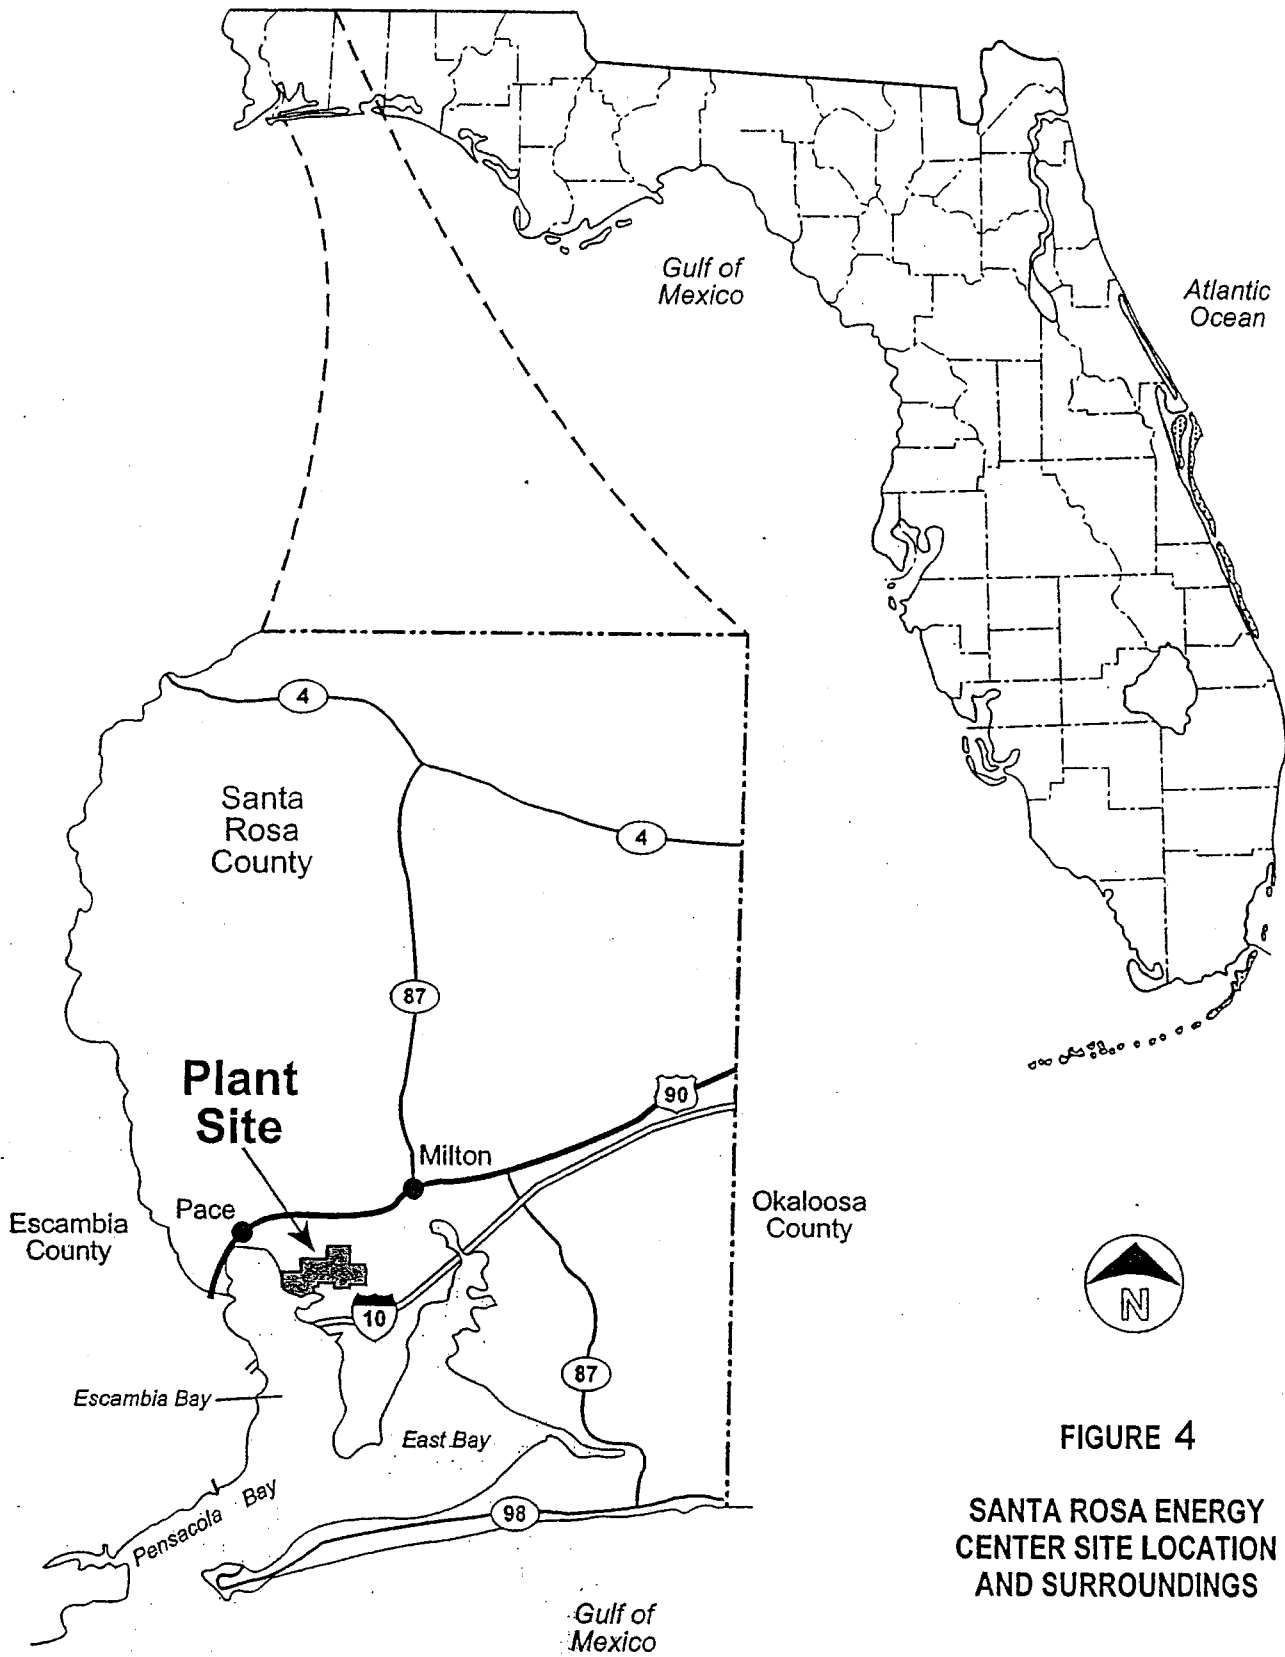 Gulf of
Mexico
Atlantic
Ocean
4
Santa
Rosa
County
4
87
Plant
Site
90
Milton
Pace
Escambia
County
Okaloosa
County
N
10
87
Escambia Bay
East Bay
FIGURE 4
Pensacola Bay
98
SANTA ROSA ENERGY
CENTER SITE LOCATION
AND SURROUNDINGS
Gulf of
Mexico